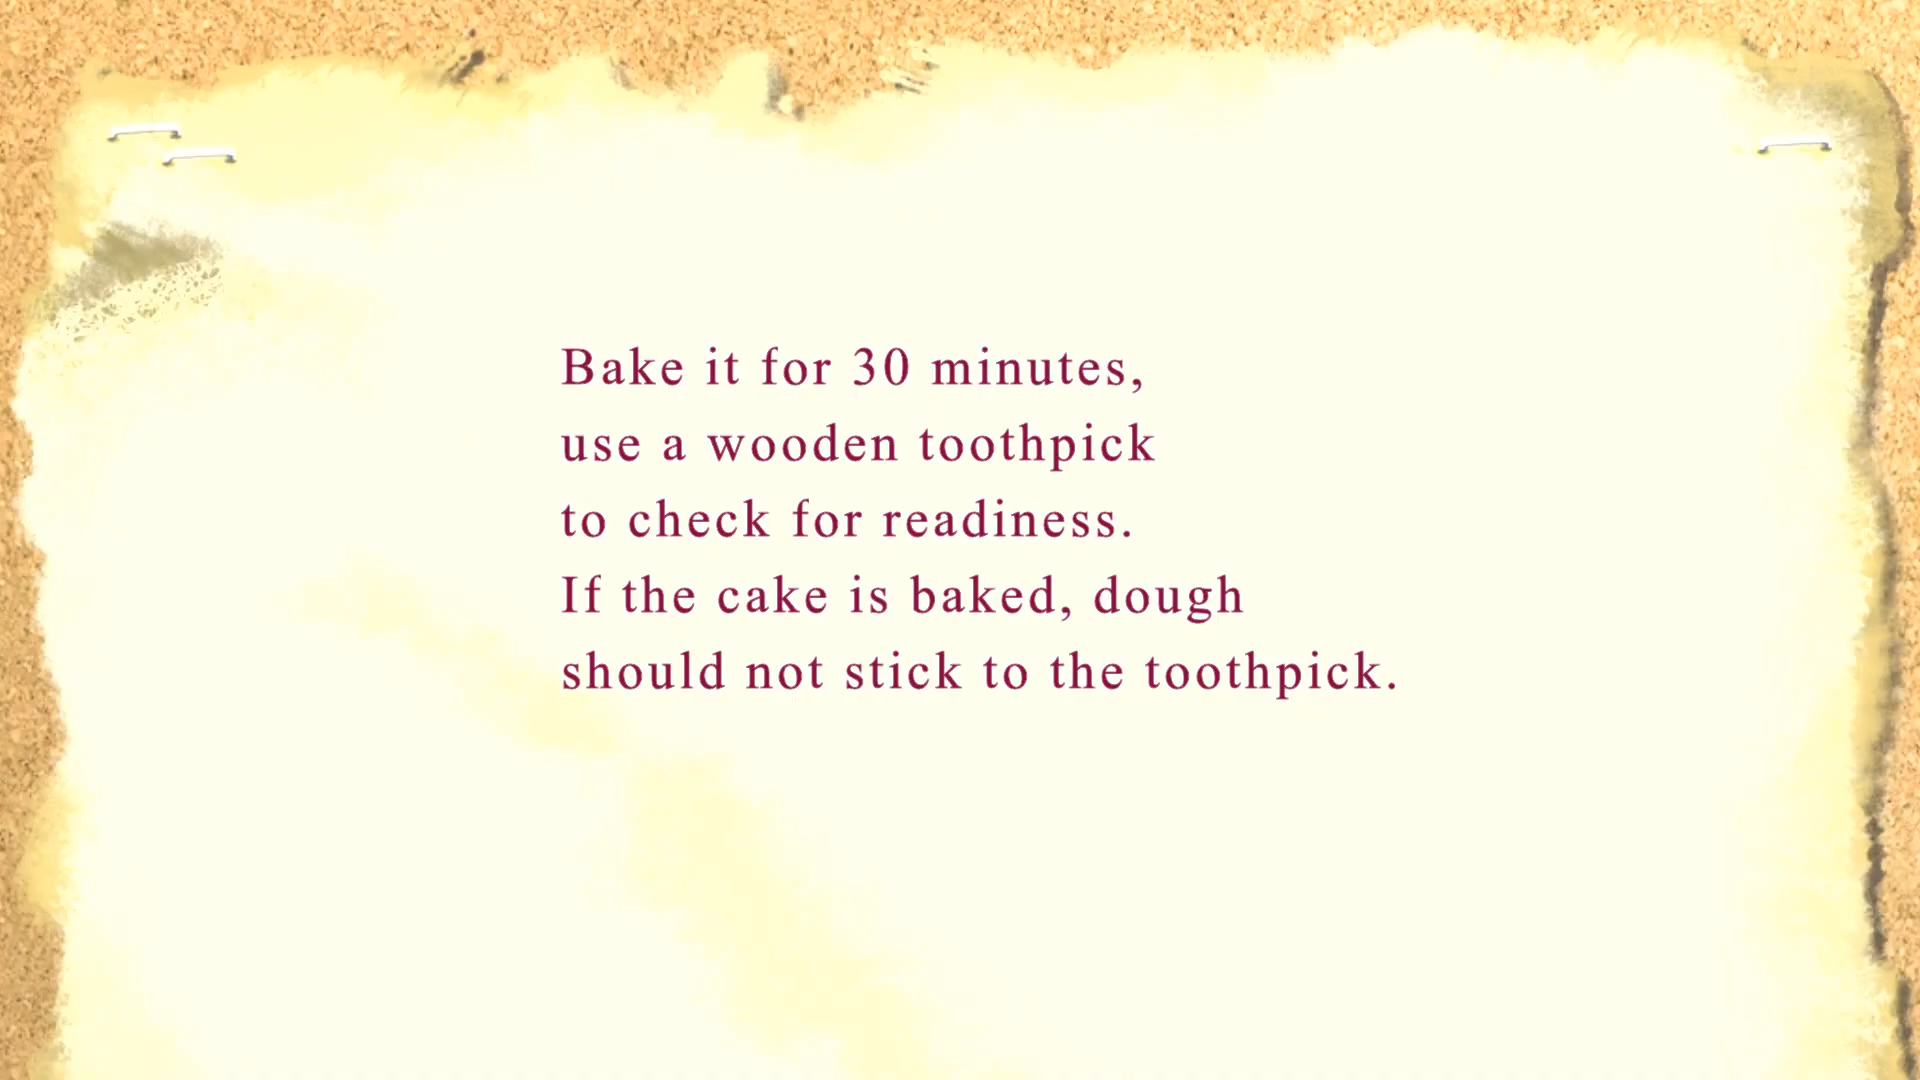 Bake it for 30 minutes,
use a wooden toothpick
to check for readiness.
If the cake is baked, dough
should not stick to the toothpick.